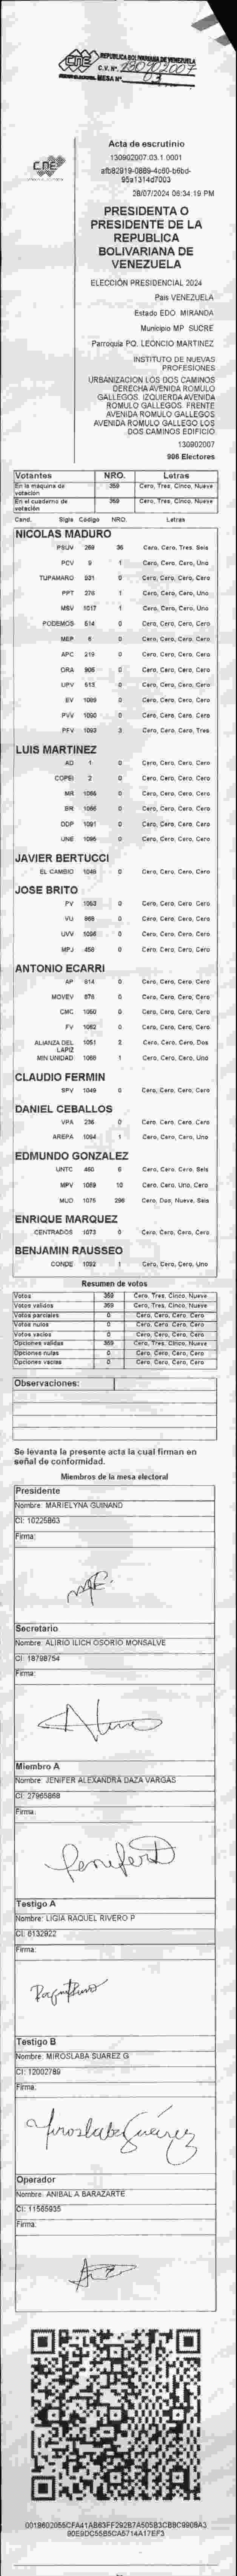 REPUBLICA BOLIVARIANA DE VENEZUELA
C.V. Nº 130902007
MESA Nº 3
CNE
Acta de escrutinio
130902007.03.1.0001
afb82919-0889-4c60-b6bd-
95a1314d7003
28/07/2024 06:34:19 PM
PRESIDENTA O
PRESIDENTE DE LA
REPUBLICA
BOLIVARIANA DE
VENEZUELA
ELECCIÓN PRESIDENCIAL 2024
País VENEZUELA
Estado EDO. MIRANDA
Municipio MP. SUCRE
Parroquia PQ. LEONCIO MARTINEZ
INSTITUTO DE NUEVAS
PROFESIONES
URBANIZACION LOS DOS CAMINOS
DERECHA AVENIDA ROMULO
GALLEGOS. IZQUIERDA AVENIDA
ROMULO GALLEGOS. FRENTE
AVENIDA ROMULO GALLEGOS
AVENIDA ROMULO GALLEGO LOS
DOS CAMINOS EDIFICIO
130902007
906 Electores
Votantes NRO. Letras
En la maquina de votación 359 Cero, Tres, Cinco, Nueve
En el cuaderno de votación 359 Cero, Tres, Cinco, Nueve
Cand. Sigla Código NRO. Letras
NICOLAS MADURO
PSUV 269 36 Cero, Cero, Tres, Seis
PCV 9 1 Cero, Cero, Cero, Uno
TUPAMARO 931 0 Cero, Cero, Cero, Cero
PPT 276 1 Cero, Cero, Cero, Uno
MSV 1017 1 Cero, Cero, Cero, Uno
PODEMOS 514 0 Cero, Cero, Cero, Cero
MEP 6 0 Cero, Cero, Cero, Cero
APC 219 0 Cero, Cero, Cero, Cero
ORA 905 0 Cero, Cero, Cero, Cero
UPV 613 0 Cero, Cero, Cero, Cero
EV 1089 0 Cero, Cero, Cero, Cero
PVV 1090 0 Cero, Cero, Cero, Cero
PFV 1093 3 Cero, Cero, Cero, Tres
LUIS MARTINEZ
AD 1 0 Cero, Cero, Cero, Cero
COPEI 2 0 Cero, Cero, Cero, Cero
MR 1056 0 Cero, Cero, Cero, Cero
BR 1066 0 Cero, Cero, Cero, Cero
DDP 1091 0 Cero, Cero, Cero, Cero
UNE 1096 0 Cero, Cero, Cero, Cero
JAVIER BERTUCCI
EL CAMBIO 1048 0 Cero, Cero, Cero, Cero
JOSE BRITO
PV 1053 0 Cero, Cero, Cero, Cero
VU 868 0 Cero, Cero, Cero, Cero
UVV 1098 0 Cero, Cero, Cero, Cero
MPJ 458 0 Cero, Cero, Cero, Cero
ANTONIO ECARRI
AP 914 0 Cero, Cero, Cero, Cero
MOVEV 976 0 Cero, Cero, Cero, Cero
CMC 1050 0 Cero, Cero, Cero, Cero
FV 1052 0 Cero, Cero, Cero, Cero
ALIANZA DEL LAPIZ 1051 2 Cero, Cero, Cero, Dos
MIN UNIDAD 1068 1 Cero, Cero, Cero, Uno
CLAUDIO FERMIN
SPV 1049 0 Cero, Cero, Cero, Cero
DANIEL CEBALLOS
VPA 236 0 Cero, Cero, Cero, Cero
AREPA 1094 1 Cero, Cero, Cero, Uno
EDMUNDO GONZALEZ
UNTC 460 6 Cero, Cero, Cero, Seis
MPV 1069 10 Cero, Cero, Uno, Cero
MUD 1075 296 Cero, Dos, Nueve, Seis
ENRIQUE MARQUEZ
CENTRADOS 1073 0 Cero, Cero, Cero, Cero
BENJAMIN RAUSSEO
CONDE 1092 1 Cero, Cero, Cero, Uno
Resumen de votos
Votos 359 Cero, Tres, Cinco, Nueve
Votos validos 359 Cero, Tres, Cinco, Nueve
Votos parciales 0 Cero, Cero, Cero, Cero
Votos nulos 0 Cero, Cero, Cero, Cero
Votos vacios 0 Cero, Cero, Cero, Cero
Opciones validas 359 Cero, Tres, Cinco, Nueve
Opciones nulas 0 Cero, Cero, Cero, Cero
Opciones vacias 0 Cero, Cero, Cero, Cero
Observaciones:
Se levanta la presente acta la cual firman en
señal de conformidad.
Miembros de la mesa electoral
Presidente
Nombre: MARIELYNA GUINAND
CI: 10225863
Firma:
Secretario
Nombre: ALIRIO ILICH OSORIO MONSALVE
CI: 18798754
Firma:
Miembro A
Nombre: JENIFER ALEXANDRA DAZA VARGAS
CI: 27965868
Firma:
Jenifer D
Testigo A
Nombre: LIGIA RAQUEL RIVERO P
CI: 6132922
Firma:
Testigo B
Nombre: MIROSLABA SUAREZ G
CI: 12002789
Firma:
Miroslaba Suárez
Operador
Nombre: ANIBAL A BARAZARTE
CI: 11565935
Firma: